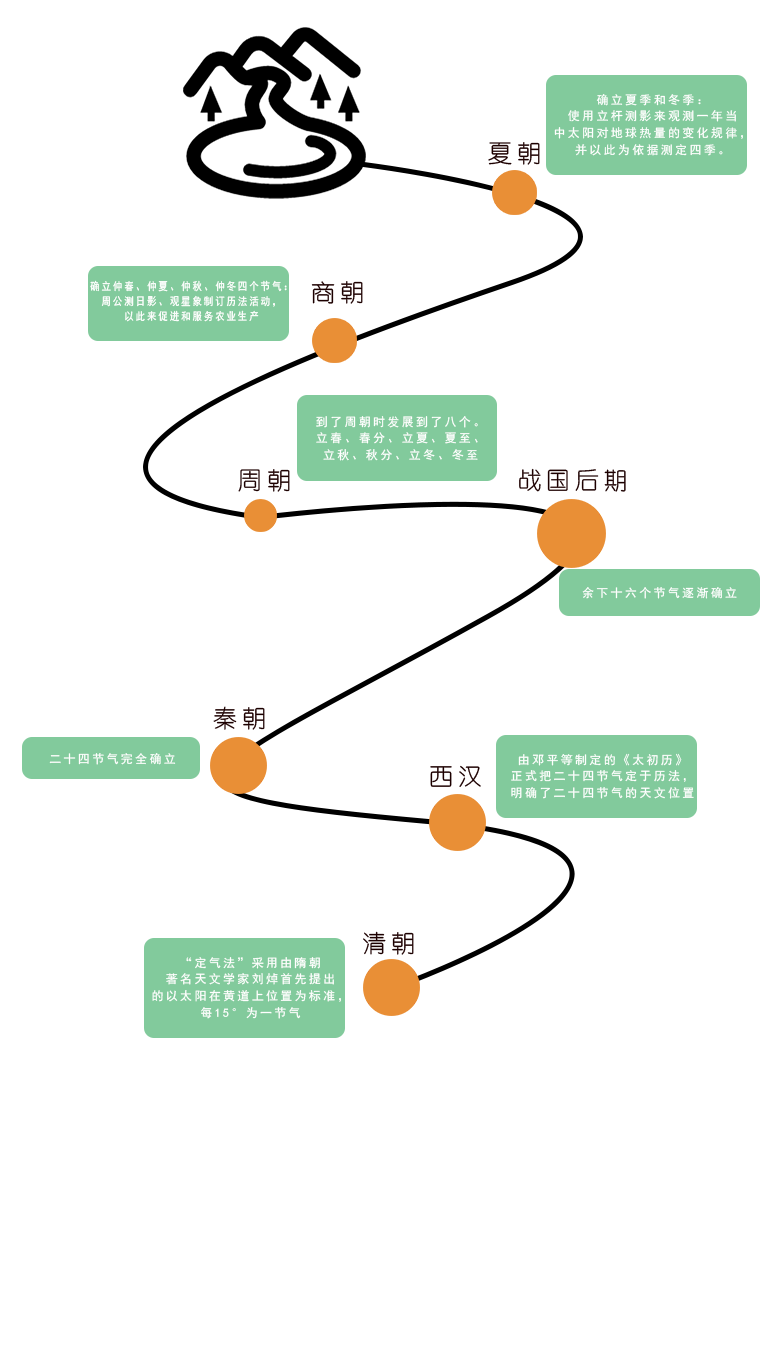 夏朝
确立夏季和冬季：
使用立杆测影来观测一年当
中太阳对地球热量的变化规律，
并以此为依据测定四季。
商朝
确立仲春、仲夏、仲秋、仲冬四个节气：
周公测日影、观星象制订历法活动，
以此来促进和服务农业生产
周朝
到了周朝时发展到了八个。
立春、春分、立夏、夏至、
立秋、秋分、立冬、冬至
战国后期
余下十六个节气逐渐确立
秦朝
二十四节气完全确立
西汉
由邓平等制定的《太初历》
正式把二十四节气定于历法，
明确了二十四节气的天文位置
清朝
“定气法”采用由隋朝
著名天文学家刘焯首先提出
的以太阳在黄道上位置为标准，
每15°为一节气